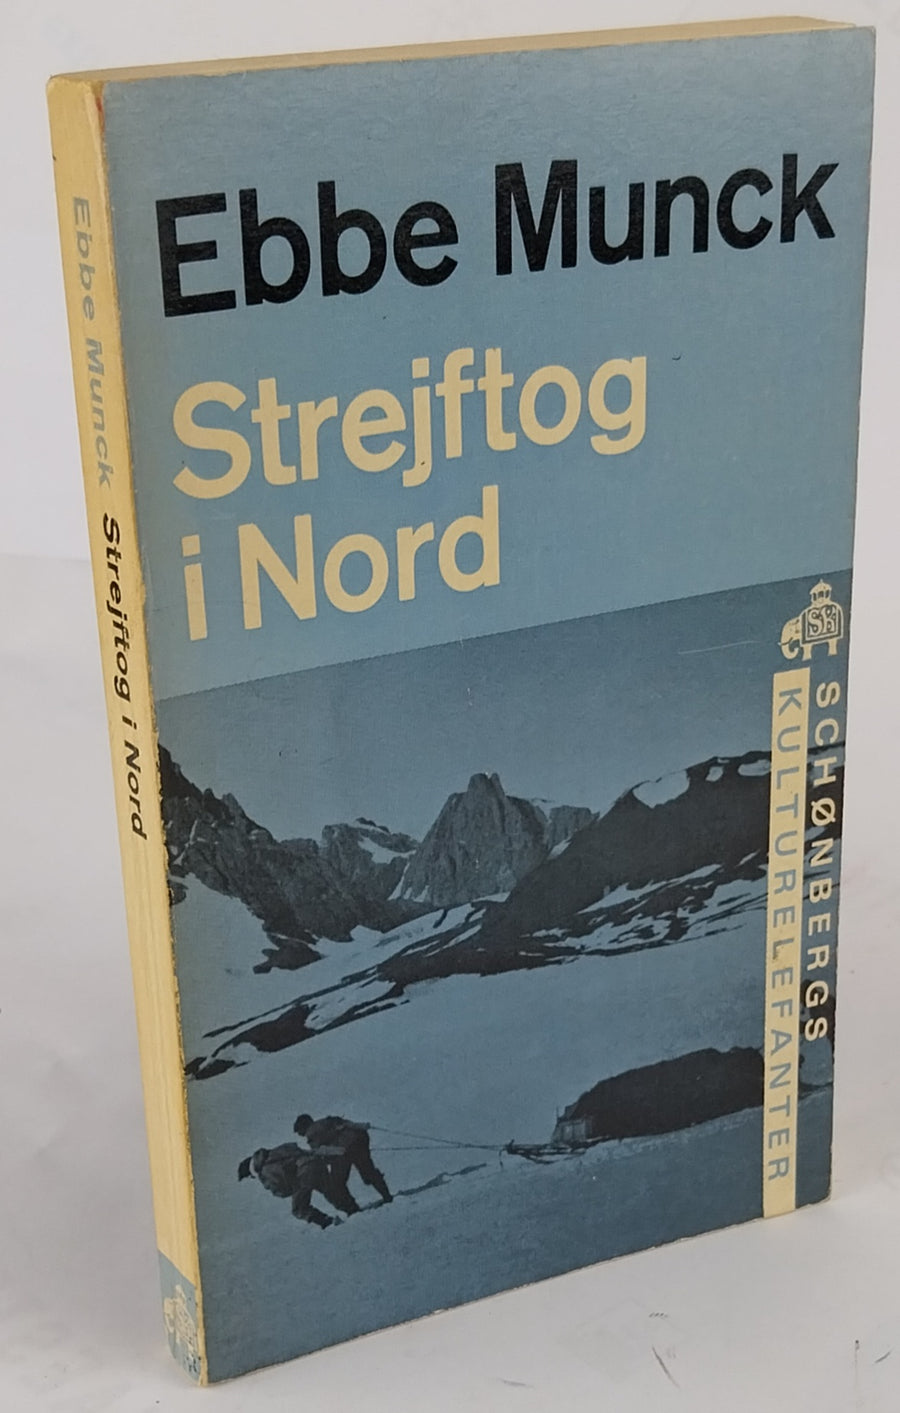 Ebbe Munck
Strejftog
i Nord
SCHØNBERGS
KULTURELEFANTER
Ebbe Munck Strejftog i Nord